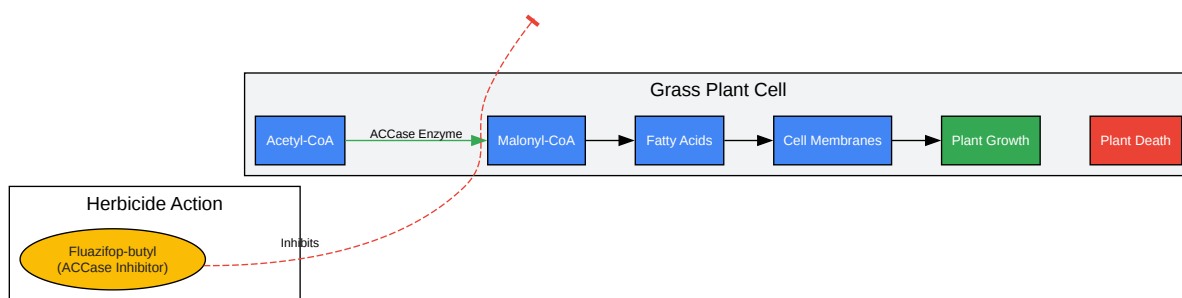 Grass Plant Cell
Acetyl-CoA
ACCase Enzyme
Malonyl-CoA
Fatty Acids
Cell Membranes
Plant Growth
Plant Death
Herbicide Action
Fluazifop-butyl
(ACCase Inhibitor)
Inhibits